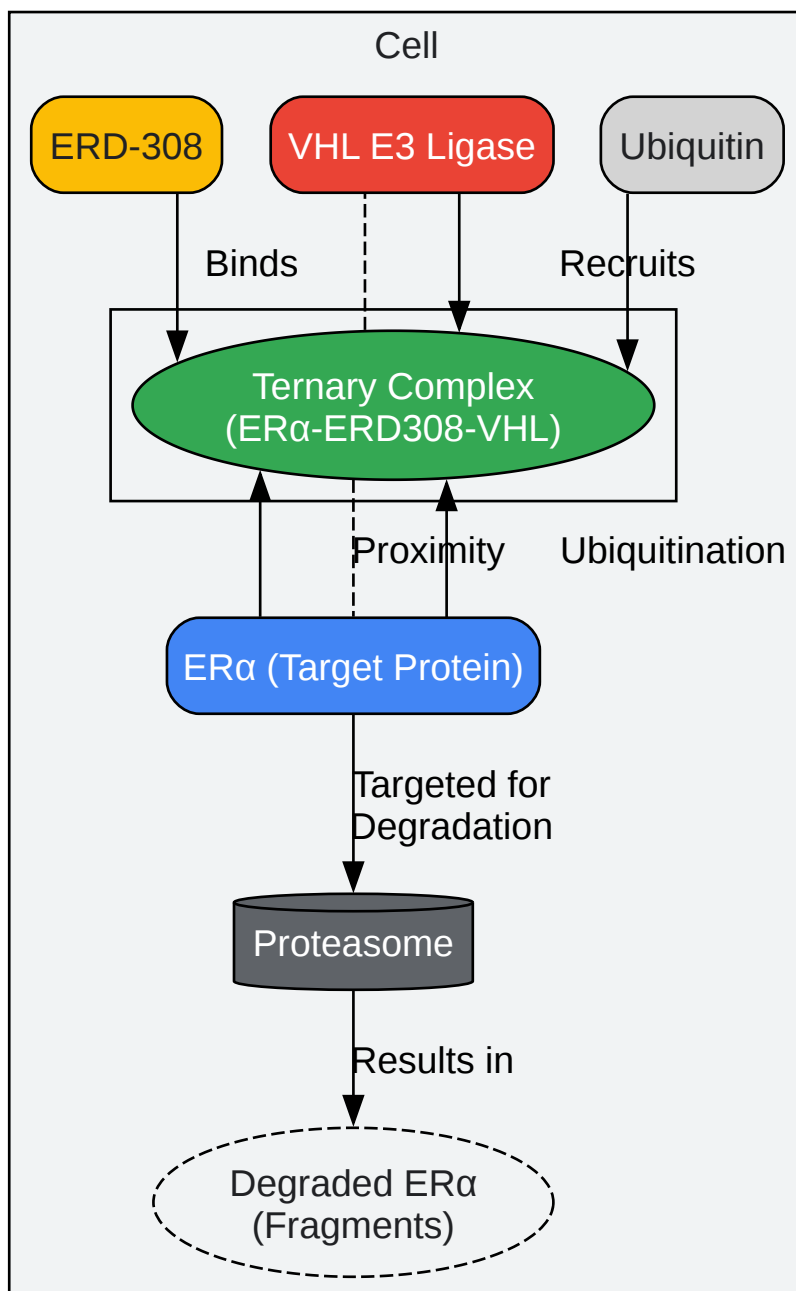 Cell
ERD-308
VHL E3 Ligase
Ubiquitin
Binds
Recruits
Ternary Complex
(ERα-ERD308-VHL)
Proximity
Ubiquitination
ERα (Target Protein)
Targeted for
Degradation
Proteasome
Results in
Degraded ERα
(Fragments)